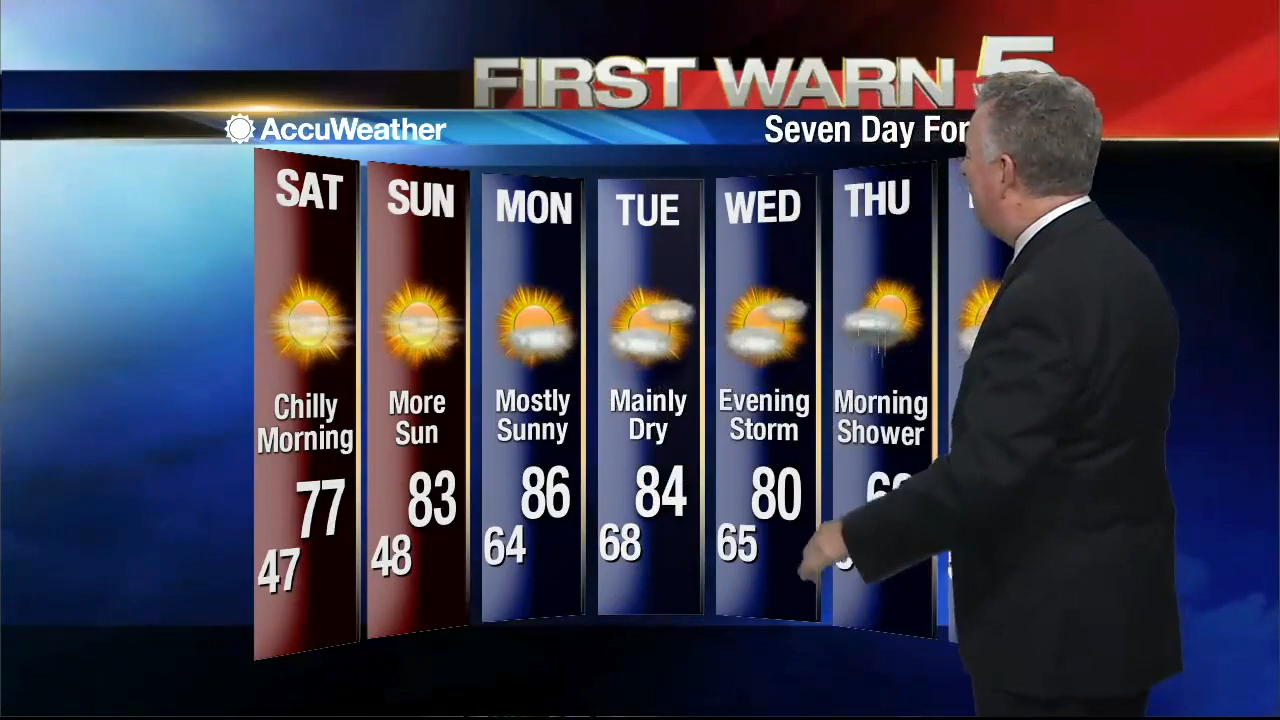 FIRST WARN 5
AccuWeather
Seven Day
SAT
SUN
MON
TUE
WED
THU
Chilly
Morning
More
Sun
Mostly
Sunny
Mainly
Dry
Evening
Storm
Morning
Shower
77
83
86
84
80
47
48
64
68
65